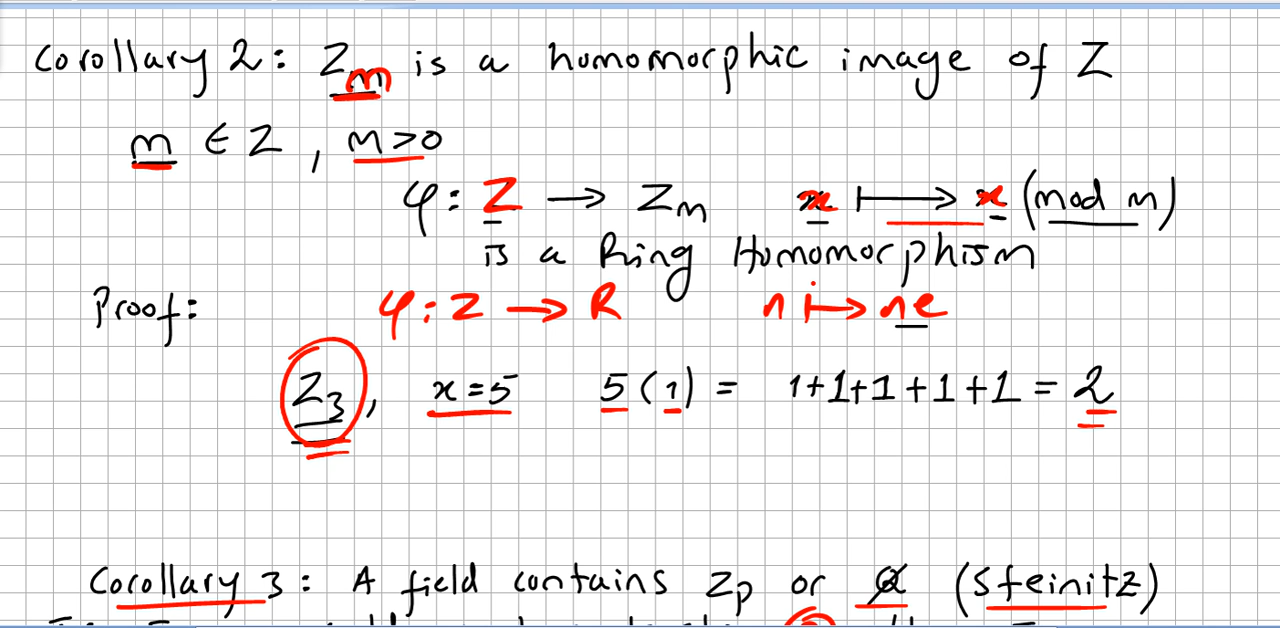 Corollary 2: Zm is a homomorphic image of Z
m ∈ Z, m>0
φ: Z → Zm x ↦ x (mod m)
is a Ring Homomorphism
Proof: φ: Z → R n ↦ ne
Z3, x=5 5(1) = 1+1+1+1+1 = 2
Corollary 3: A field contains Zp or Q (Steinitz)